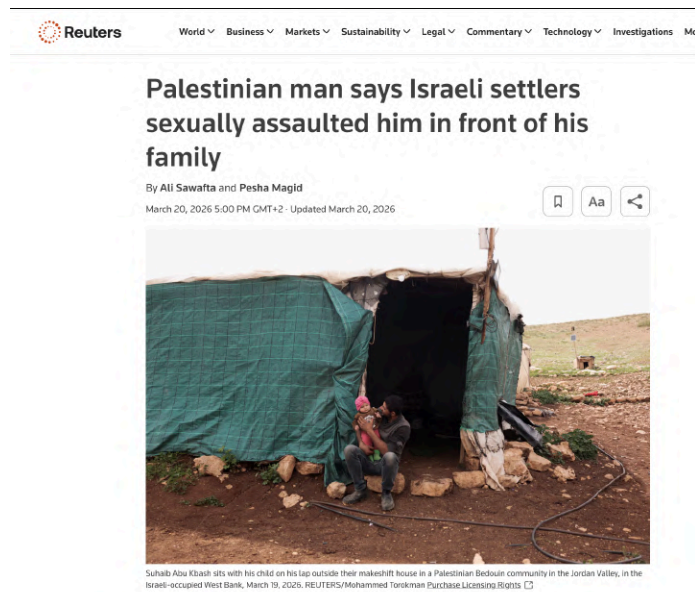 Reuters
World Business Markets Sustainability Legal Commentary Technology Investigations Mo
Palestinian man says Israeli settlers
sexually assaulted him in front of his
family
By Ali Sawafta and Pesha Magid
March 20, 2026 5:00 PM GMT+2 · Updated March 20, 2026
Aa
Suhaib Abu Kbash sits with his child on his lap outside their makeshift house in a Palestinian Bedouin community in the Jordan Valley, in the
Israeli-occupied West Bank, March 19, 2026. REUTERS/Mohammed Torokman Purchase Licensing Rights